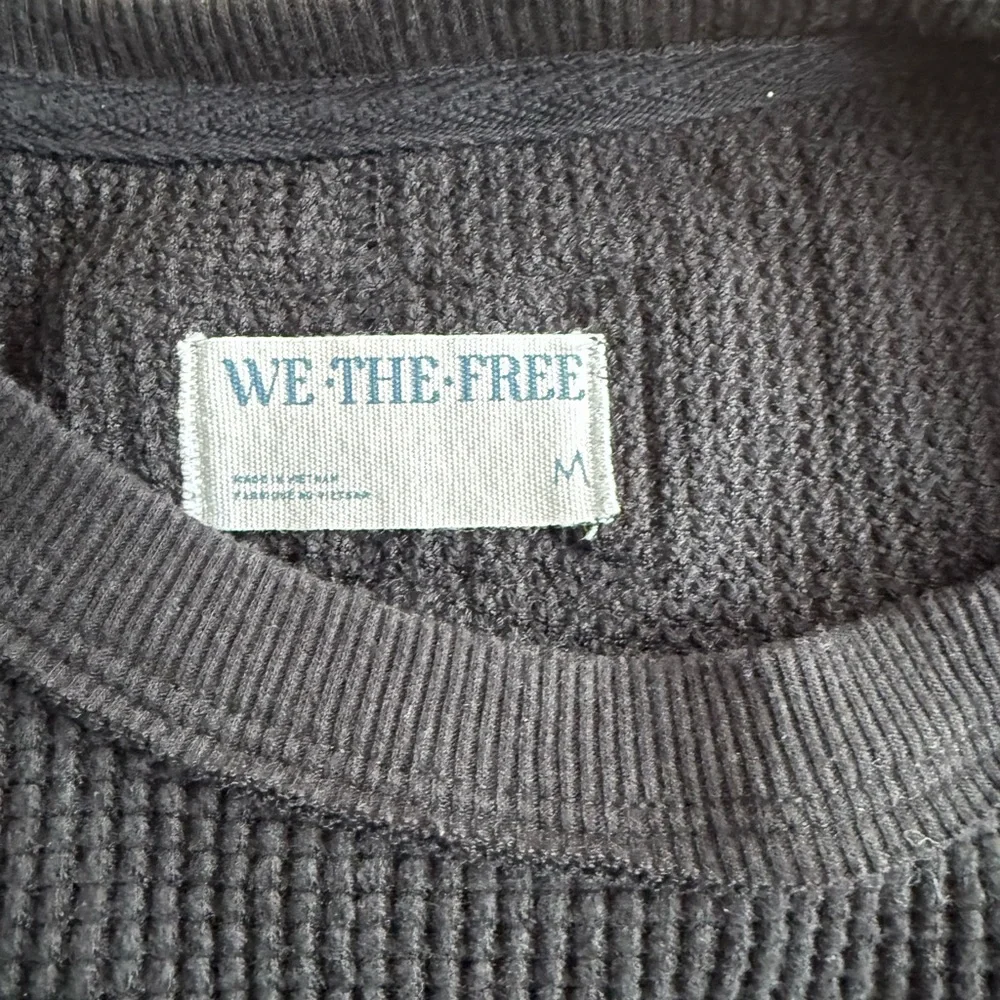 WE·THE·FREE
M
MADE IN VIETNAM
FABRIQUÉ AU VIETNAM